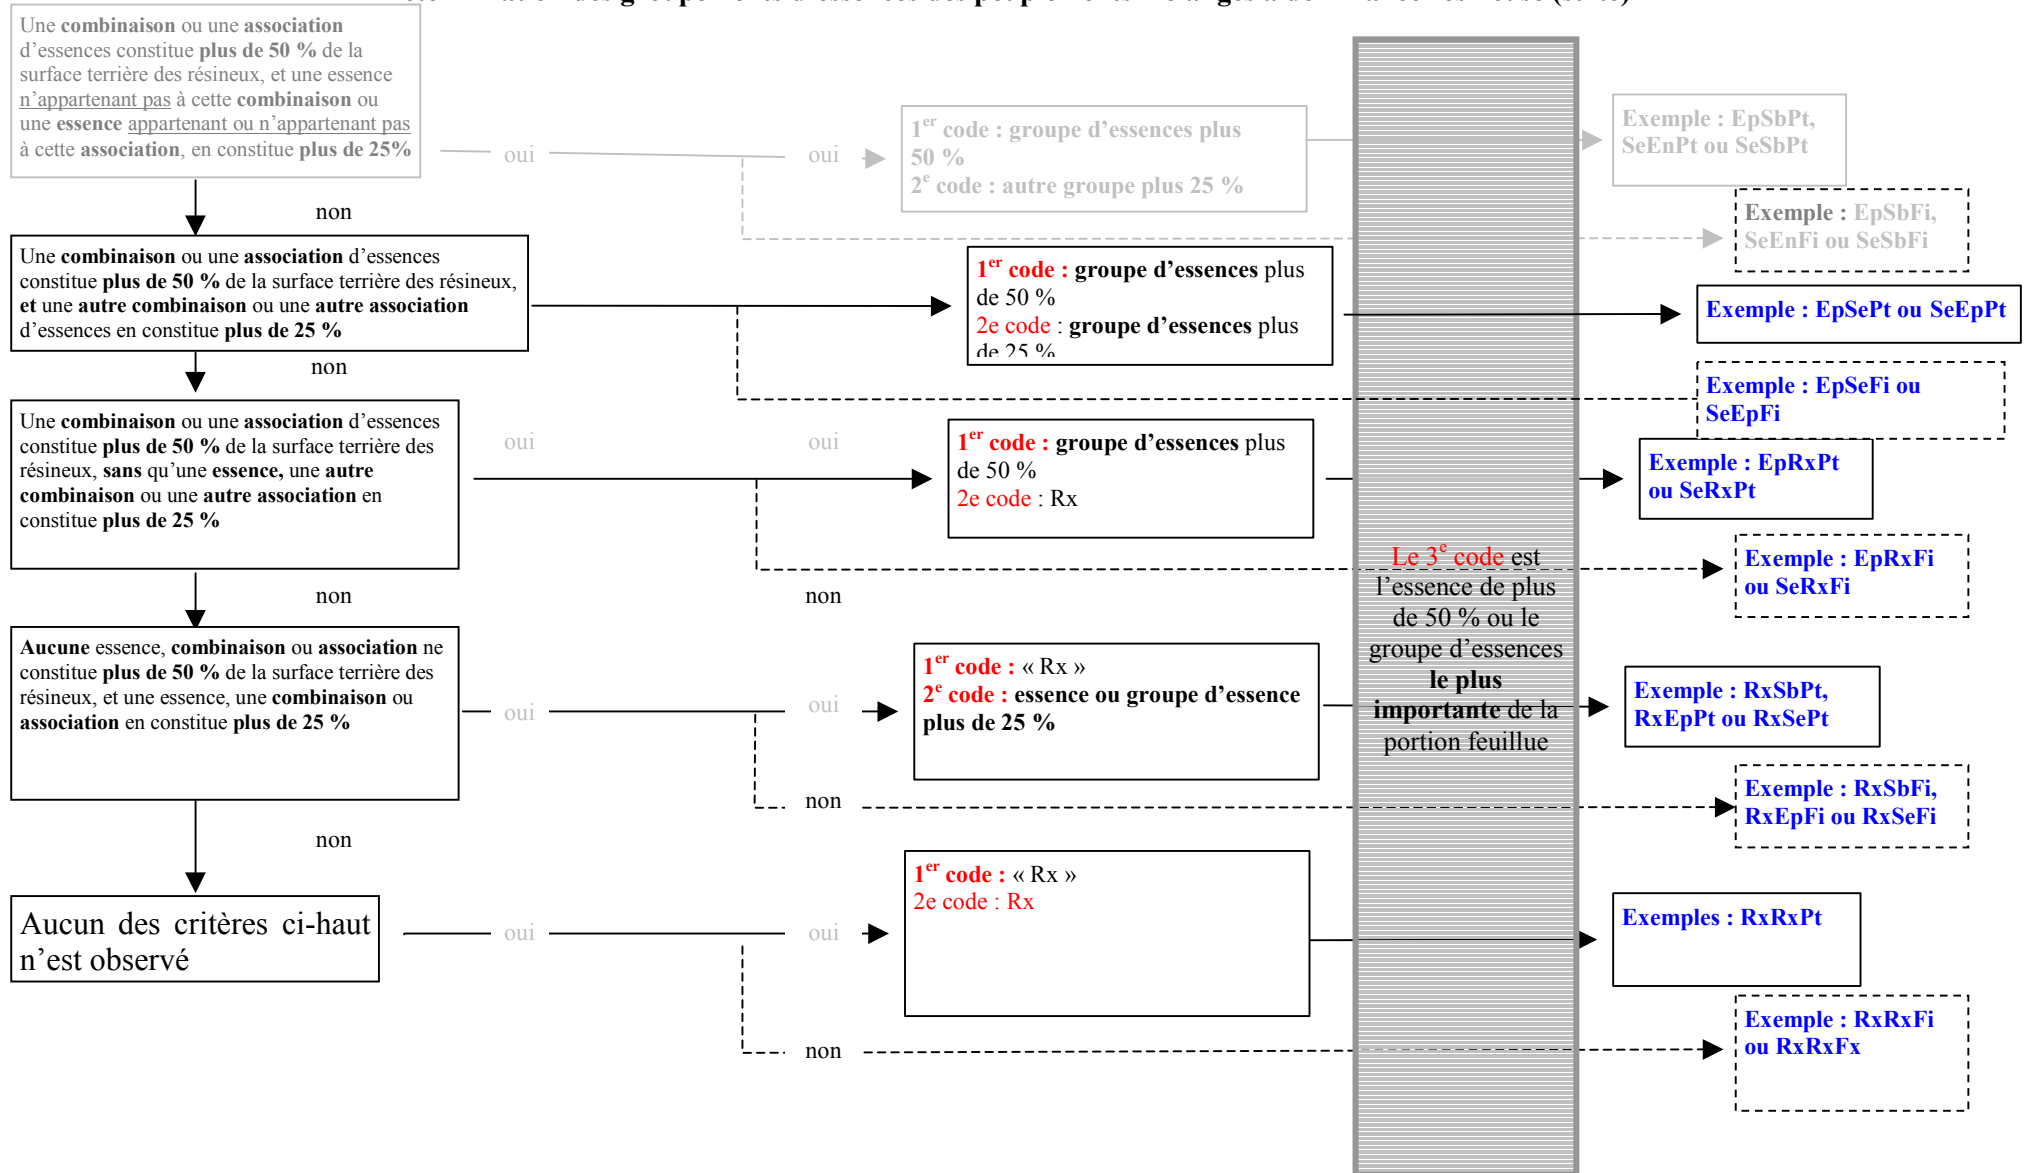 Une combinaison ou une association
d’essences constitue plus de 50 % de la
surface terrière des résineux, et une essence
n’appartenant pas à cette combinaison ou
une essence appartenant ou n’appartenant pas
à cette association, en constitue plus de 25%
oui
oui
1er code : groupe d’essences plus
50 %
2e code : autre groupe plus 25 %
Exemple : EpSbPt,
SeEnPt ou SeSbPt
Exemple : EpSbFi,
SeEnFi ou SeSbFi
non
Une combinaison ou une association d’essences
constitue plus de 50 % de la surface terrière des résineux,
et une autre combinaison ou une autre association
d’essences en constitue plus de 25 %
1er code : groupe d’essences plus
de 50 %
2e code : groupe d’essences plus
de 25 %
Exemple : EpSePt ou SeEpPt
Exemple : EpSeFi ou
SeEpFi
non
Une combinaison ou une association d’essences
constitue plus de 50 % de la surface terrière des
résineux, sans qu’une essence, une autre
combinaison ou une autre association en
constitue plus de 25 %
oui
oui
1er code : groupe d’essences plus
de 50 %
2e code : Rx
Exemple : EpRxPt
ou SeRxPt
Exemple : EpRxFi
ou SeRxFi
non
non
Le 3e code est
l’essence de plus
de 50 % ou le
groupe d’essences
le plus
importante de la
portion feuillue
Aucune essence, combinaison ou association ne
constitue plus de 50 % de la surface terrière des
résineux, et une essence, une combinaison ou
association en constitue plus de 25 %
oui
oui
1er code : « Rx »
2e code : essence ou groupe d’essence
plus de 25 %
Exemple : RxSbPt,
RxEpPt ou RxSePt
non
Exemple : RxSbFi,
RxEpFi ou RxSeFi
non
Aucun des critères ci-haut
n’est observé
oui
oui
1er code : « Rx »
2e code : Rx
Exemples : RxRxPt
non
Exemple : RxRxFi
ou RxRxFx